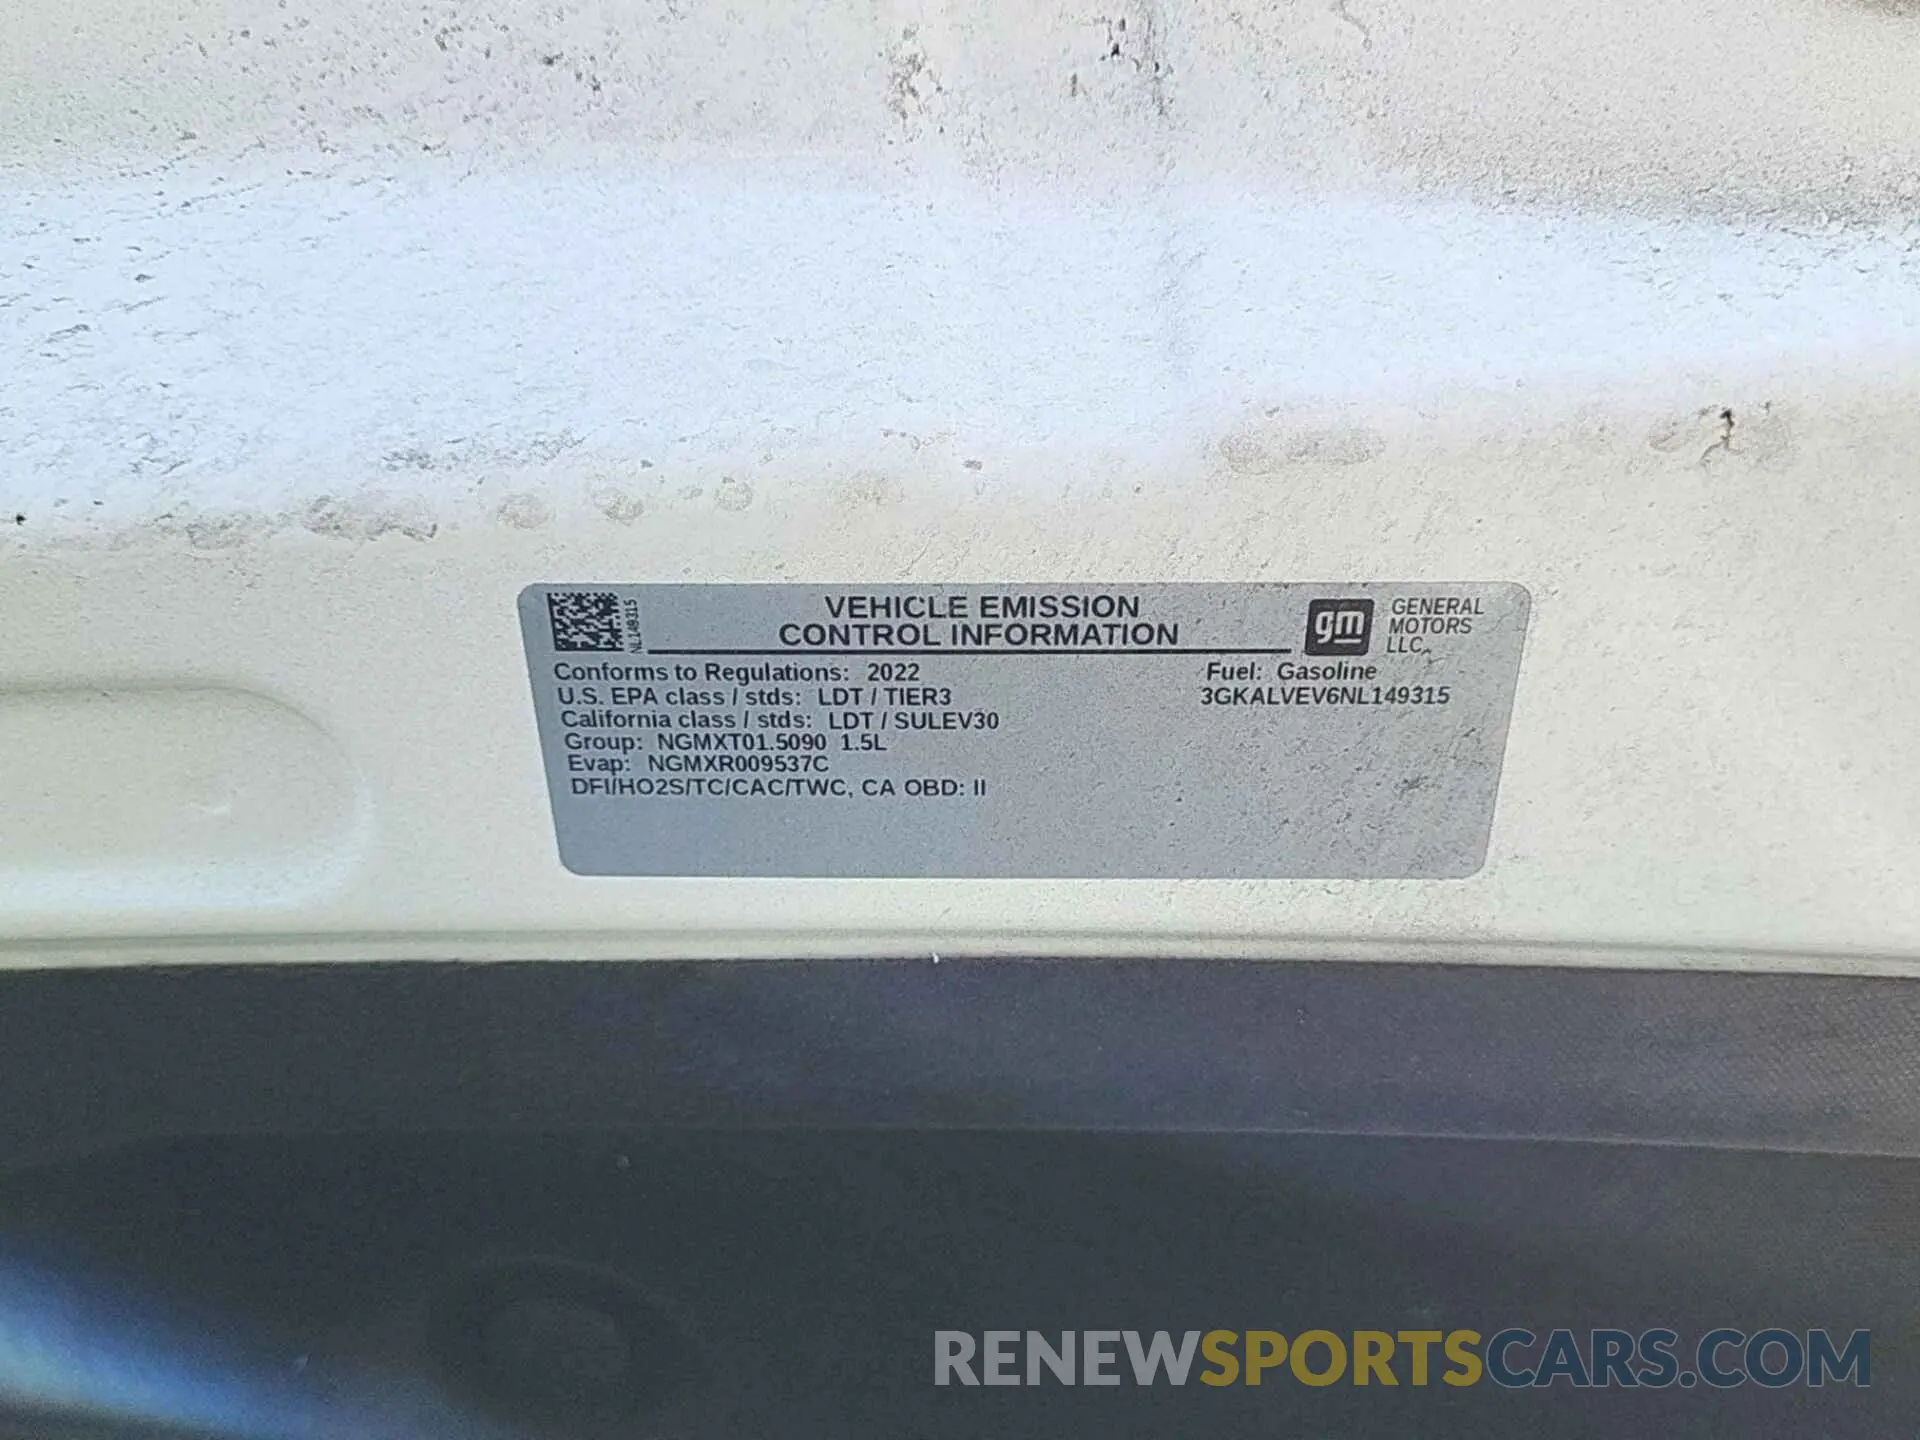 NL149315
VEHICLE EMISSION
CONTROL INFORMATION
gm
GENERAL
MOTORS
LLC.
Conforms to Regulations: 2022
Fuel: Gasoline
U.S. EPA class / stds: LDT / TIER3
3GKALVEV6NL149315
California class / stds: LDT / SULEV30
Group: NGMXT01.5090 1.5L
Evap: NGMXR009537C
DFI/HO2S/TC/CAC/TWC, CA OBD: II
RENEWSPORTSCARS.COM